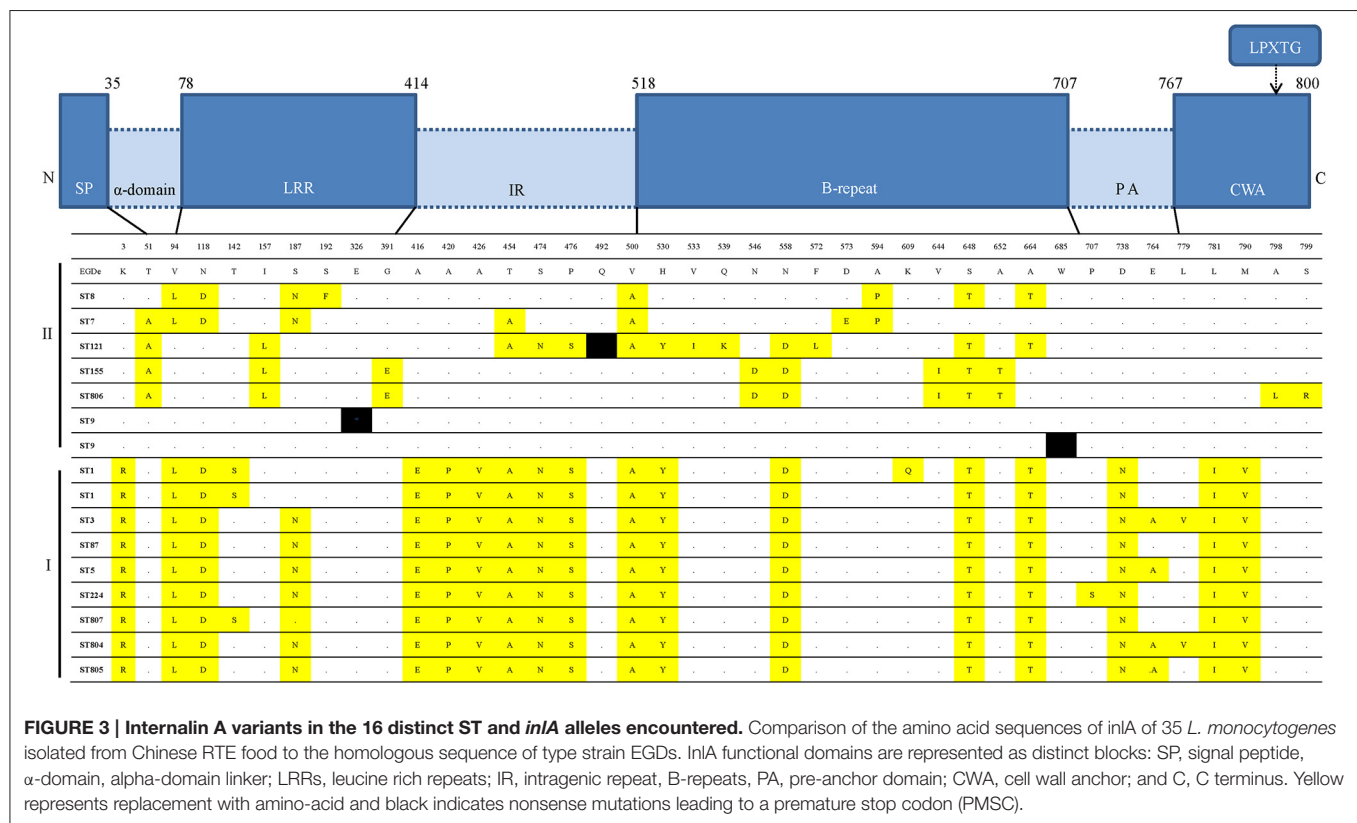 LPXTG
35 78 414 518 707 767 800
N SP α-domain LRR IR B-repeat P A CWA C
3 51 94 118 142 157 187 192 326 391 416 420 426 454 474 476 492 500 530 533 539 546 558 572 573 594 609 644 648 652 664 685 707 738 764 779 781 790 798 799
EGDe K T V N T I S S E G A A A T S P Q V H V Q N N F D A K V S A A W P D E L L M A S
II
ST8 . . L D . . N F . . . . . . . . . A . . . . . . . P . . T . T . . . . . . . . .
ST7 . A L D . . N . . . . . . A . . . A . . . . . . E P . . . . . . . . . . . . . .
ST121 . A . . . L . . . . . . . A N S A Y I K . D L . . . . T . T . . . . . . . . .
ST155 . A . . . L . . . E . . . . . . . . . . . D D . . . . I T T . . . . . . . . . .
ST806 . A . . . L . . . E . . . . . . . . . . . D D . . . . I T T . . . . . . . . L R
ST9 . . . . . . . . * . . . . . . . . . . . . . . . . . . . . . . . . . . . . . . .
ST9 . . . . . . . . . . . . . . . . . . . . . . . . . . . . . . . . . . . . . . .
I
ST1 R . L D S . . . . . E P V A N S . A Y . . . D . . . Q . T . T . . N . . I V . .
ST1 R . L D S . . . . . E P V A N S . A Y . . . D . . . . . T . T . . N . . I V . .
ST3 R . L D . . N . . . E P V A N S . A Y . . . D . . . . . T . T . . N A V I V . .
ST87 R . L D . . N . . . E P V A N S . A Y . . . D . . . . . T . T . . N . . I V . .
ST5 R . L D . . N . . . E P V A N S . A Y . . . D . . . . . T . T . . N A . I V . .
ST224 R . L D . . N . . . E P V A N S . A Y . . . D . . . . . T . T . S N . . I V . .
ST807 R . L D S . . . . . E P V A N S . A Y . . . D . . . . . T . T . . N . . I V . .
ST804 R . L D . . N . . . E P V A N S . A Y . . . D . . . . . T . T . . N A V I V . .
ST805 R . L D . . N . . . E P V A N S . A Y . . . D . . . . . T . T . . N A . I V . .
FIGURE 3 | Internalin A variants in the 16 distinct ST and inlA alleles encountered. Comparison of the amino acid sequences of inlA of 35 L. monocytogenes
isolated from Chinese RTE food to the homologous sequence of type strain EGDs. InlA functional domains are represented as distinct blocks: SP, signal peptide,
α-domain, alpha-domain linker; LRRs, leucine rich repeats; IR, intragenic repeat, B-repeats, PA, pre-anchor domain; CWA, cell wall anchor; and C, C terminus. Yellow
represents replacement with amino-acid and black indicates nonsense mutations leading to a premature stop codon (PMSC).